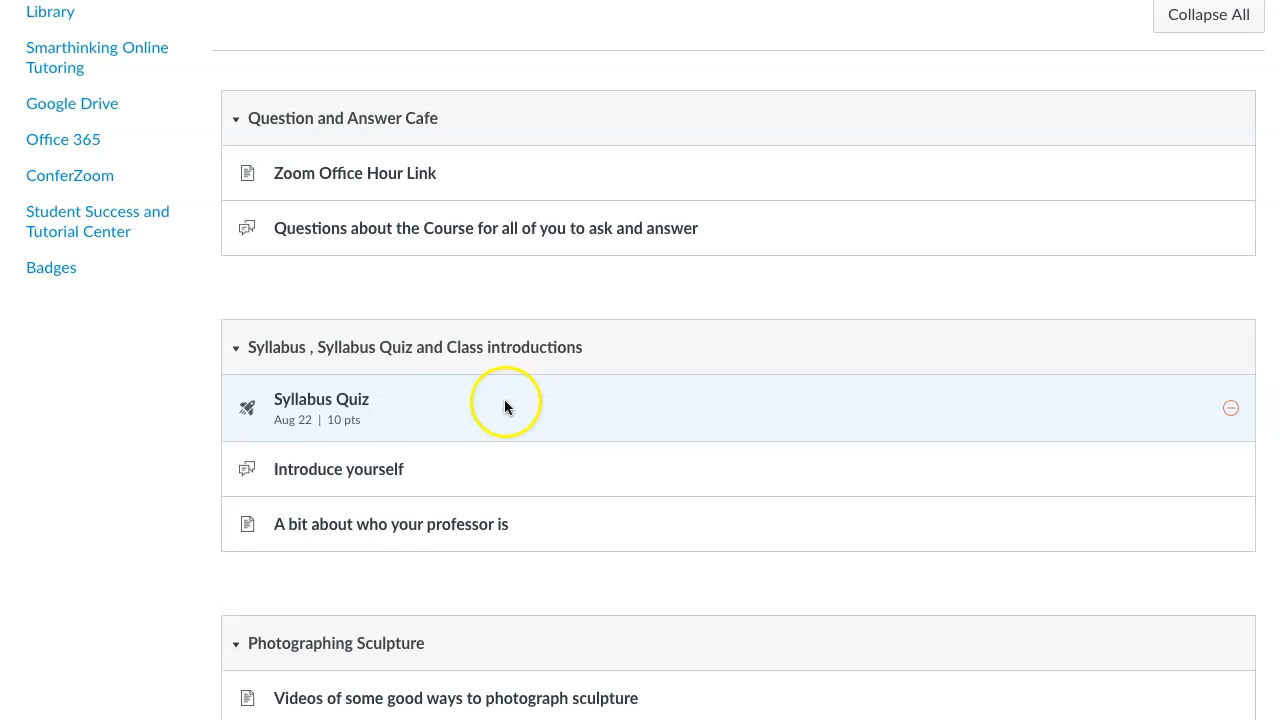 Library
Smarthinking Online
Tutoring
Google Drive
Office 365
ConferZoom
Student Success and
Tutorial Center
Badges
Collapse All
Question and Answer Cafe
Zoom Office Hour Link
Questions about the Course for all of you to ask and answer
Syllabus , Syllabus Quiz and Class introductions
Syllabus Quiz
Aug 22 | 10 pts
Introduce yourself
A bit about who your professor is
Photographing Sculpture
Videos of some good ways to photograph sculpture